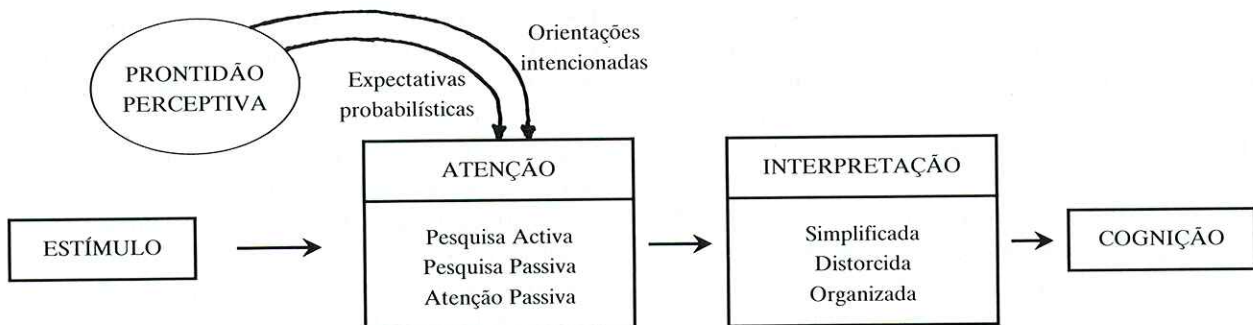 PRONTIDÃO
PERCEPTIVA
Orientações
intencionadas
Expectativas
probabilísticas
ESTÍMULO
ATENÇÃO
Pesquisa Activa
Pesquisa Passiva
Atenção Passiva
INTERPRETAÇÃO
Simplificada
Distorcida
Organizada
COGNIÇÃO